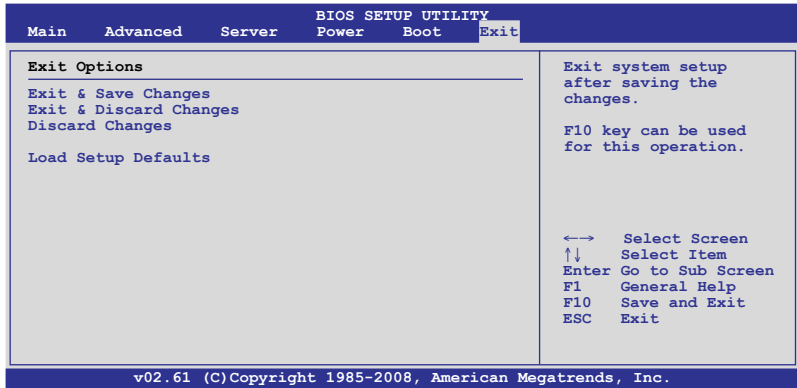 BIOS SETUP UTILITY
Main Advanced Server Power Boot Exit
Exit Options
Exit & Save Changes
Exit & Discard Changes
Discard Changes
Load Setup Defaults
Exit system setup
after saving the
changes.
F10 key can be used
for this operation.
←→ Select Screen
↑↓ Select Item
Enter Go to Sub Screen
F1 General Help
F10 Save and Exit
ESC Exit
v02.61 (C)Copyright 1985-2008, American Megatrends, Inc.